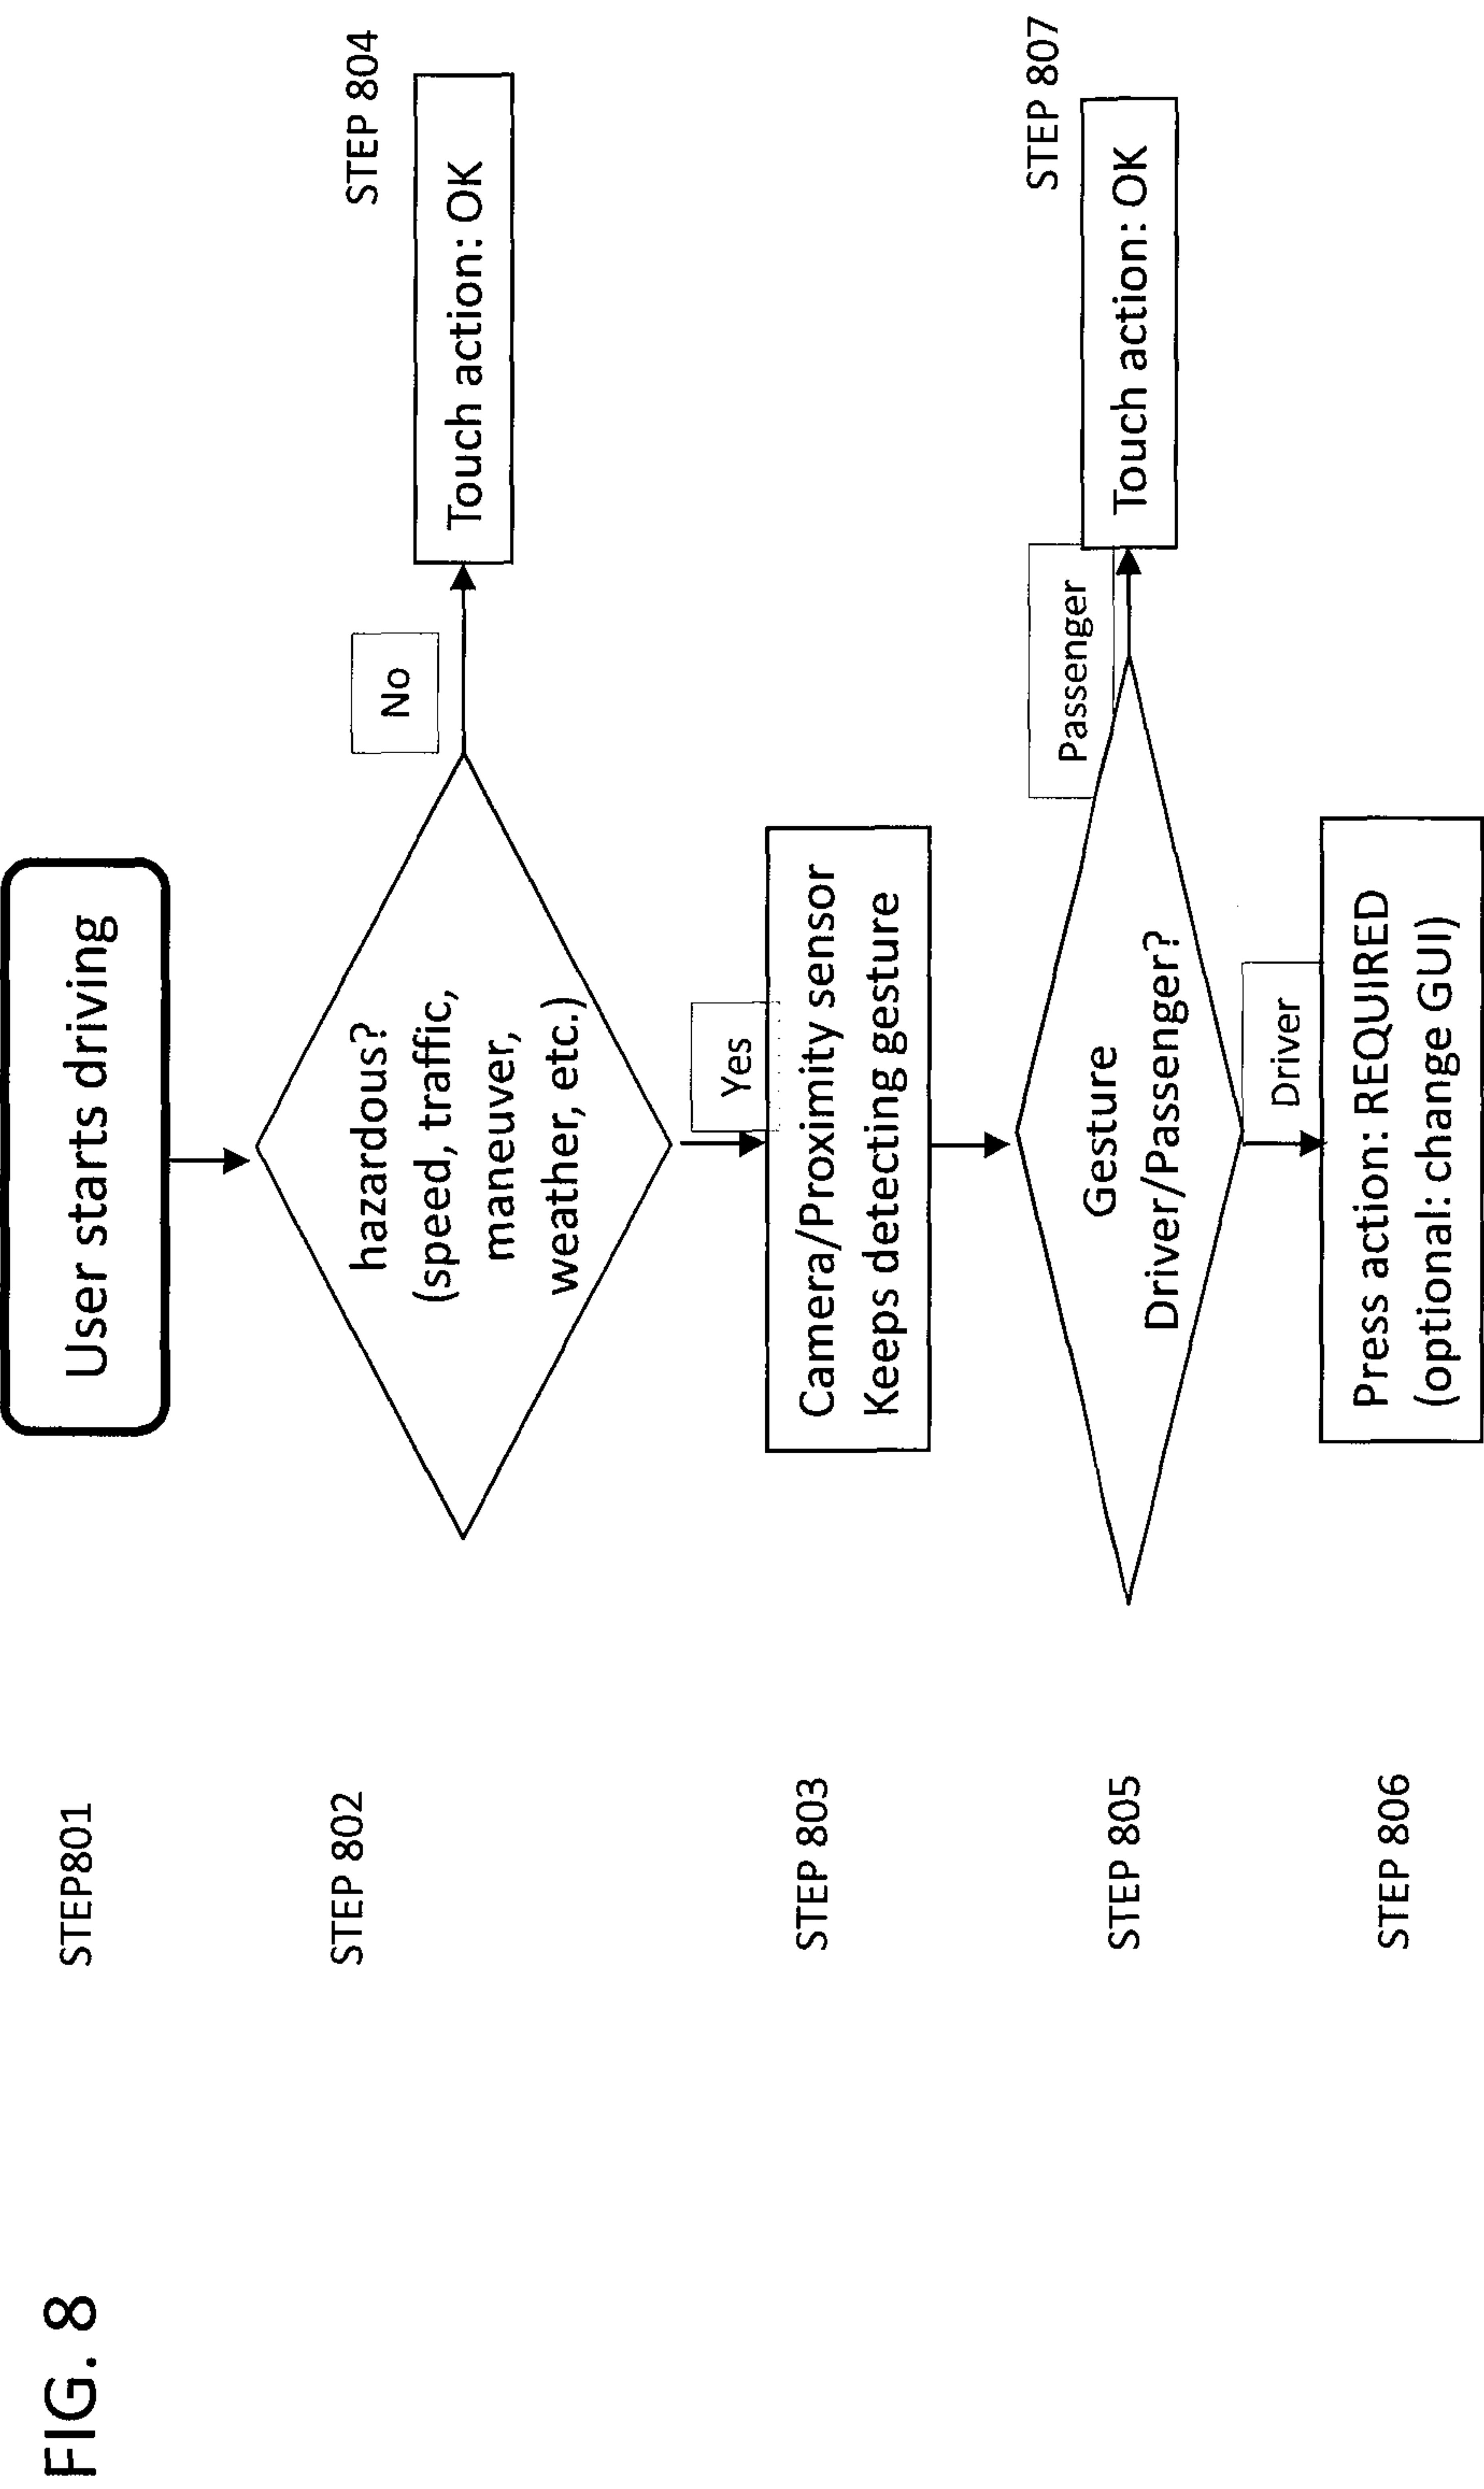 FIG. 8
STEP801
User starts driving
STEP 802
hazardous?
(speed, traffic,
maneuver,
weather, etc.)
No
STEP 804
Touch action: OK
Yes
STEP 803
Camera/Proximity sensor
Keeps detecting gesture
STEP 805
Gesture
Driver/Passenger?
Passenger
STEP 807
Touch action: OK
Driver
STEP 806
Press action: REQUIRED
(optional: change GUI)